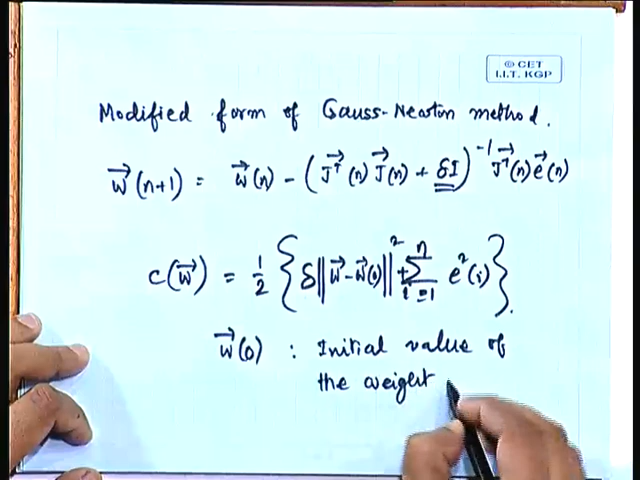 © CET
I.I.T. KGP
Modified form of Gauss-Newton method.
w⃗(n+1) = w⃗(n) - (J⃗ᵀ(n) J⃗(n) + δI)⁻¹ J⃗ᵀ(n) e⃗(n)
c(w⃗) = 1/2 { δ‖w⃗ - w⃗(0)‖² + Σ_{i=1}^{n} e²(i) }.
w⃗(0) : Initial value of
the weight